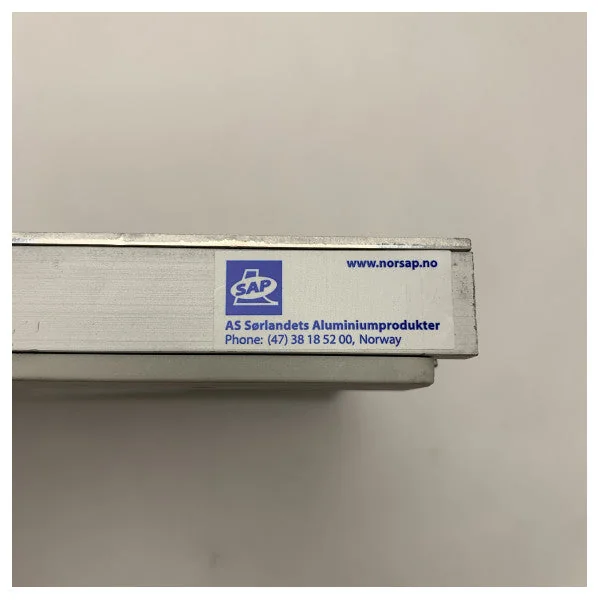 www.norsap.no
SAP
AS Sørlandets Aluminiumprodukter
Phone: (47) 38 18 52 00, Norway